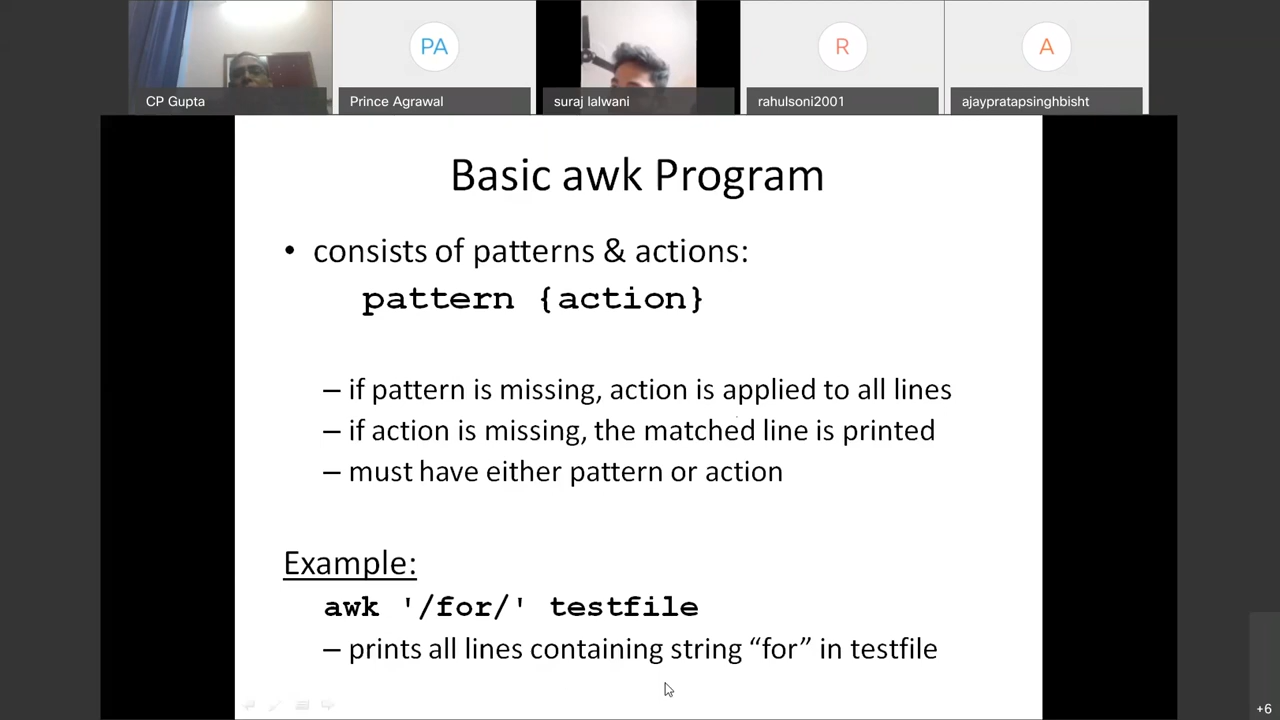 PA
R
A
CP Gupta
Prince Agrawal
suraj lalwani
rahulsoni2001
ajaypratapsinghbisht
Basic awk Program
• consists of patterns & actions:
pattern {action}
– if pattern is missing, action is applied to all lines
– if action is missing, the matched line is printed
– must have either pattern or action
Example:
awk '/for/' testfile
– prints all lines containing string “for” in testfile
+6